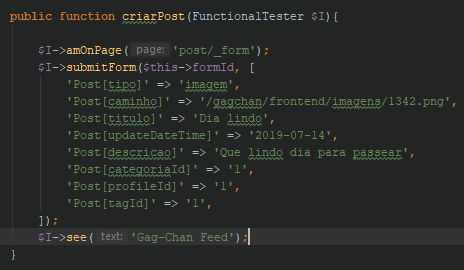 public function criarPost(FunctionalTester $I){
$I->amOnPage( page: 'post/_form');
$I->submitForm($this->formId, [
'Post[tipo]' => 'imagem',
'Post[caminho]' => '/gagchan/frontend/imagens/1342.png',
'Post[titulo]' => 'Dia lindo',
'Post[updateDateTime]' => '2019-07-14',
'Post[descricao]' => 'Que lindo dia para passear',
'Post[categoriaId]' => '1',
'Post[profileId]' => '1',
'Post[tagId]' => '1',
]);
$I->see( text: 'Gag-Chan Feed');
}